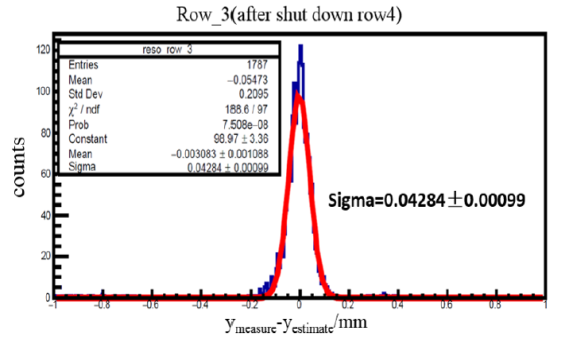 Row_3(after shut down row4)
reso row 3
Entries 1787
Mean −0.05473
Std Dev 0.2095
χ² / ndf 188.6 / 97
Prob 7.508e−08
Constant 98.97 ± 3.36
Mean −0.003083 ± 0.001088
Sigma 0.04284 ± 0.00099
120
100
80
60
40
20
0
counts
Sigma=0.04284±0.00099
−1 −0.8 −0.6 −0.4 −0.2 0 0.2 0.4 0.6 0.8 1
ymeasure-yestimate/mm